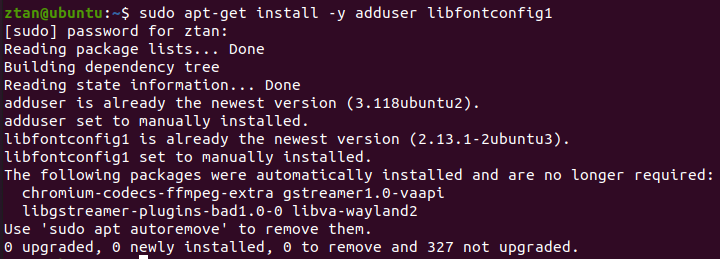 ztan@ubuntu:~$ sudo apt-get install -y adduser libfontconfig1
[sudo] password for ztan:
Reading package lists... Done
Building dependency tree
Reading state information... Done
adduser is already the newest version (3.118ubuntu2).
adduser set to manually installed.
libfontconfig1 is already the newest version (2.13.1-2ubuntu3).
libfontconfig1 set to manually installed.
The following packages were automatically installed and are no longer required:
  chromium-codecs-ffmpeg-extra gstreamer1.0-vaapi
  libgstreamer-plugins-bad1.0-0 libva-wayland2
Use 'sudo apt autoremove' to remove them.
0 upgraded, 0 newly installed, 0 to remove and 327 not upgraded.